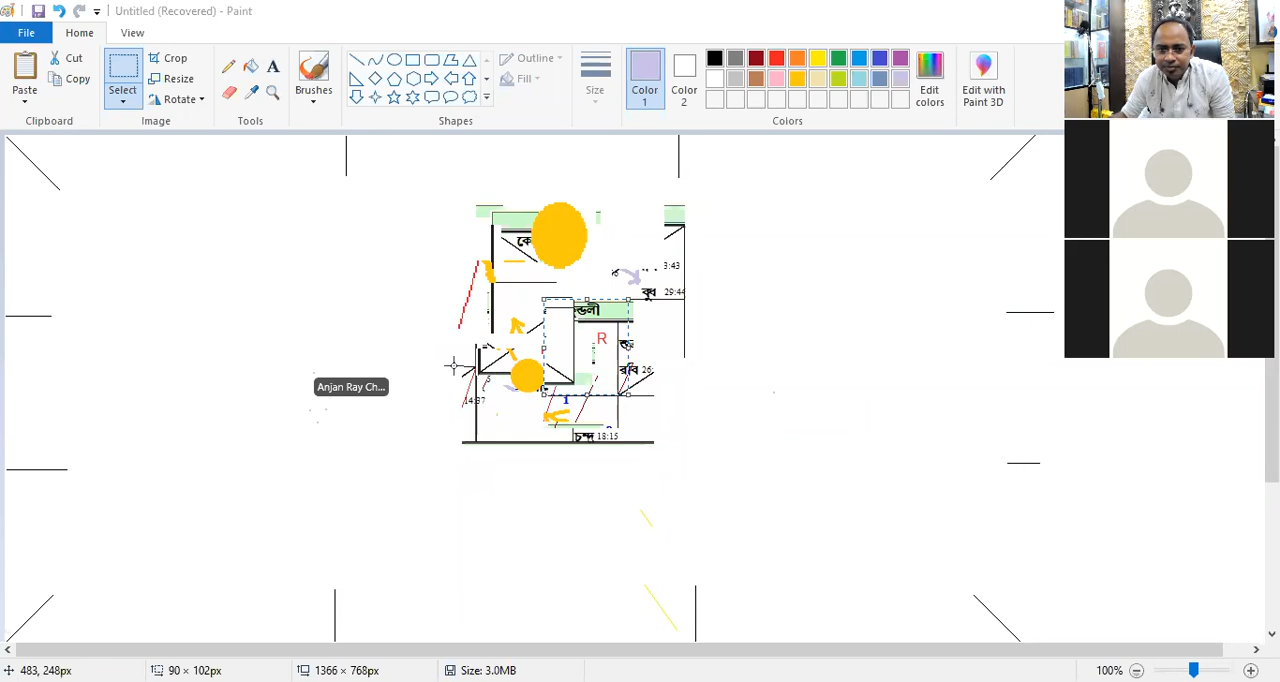 Untitled (Recovered) - Paint
File
Home
View
Paste
Cut
Copy
Clipboard
Select
Crop
Resize
Rotate
Image
Tools
Brushes
Shapes
Outline
Fill
Size
Color 1
Color 2
Colors
Edit colors
Edit with Paint 3D
কে
3:43
বুধ 29:44
কুন্ডলী
R
রবি 26:
Anjan Ray Ch...
14:37
1
চন্দ্র 18:15
483, 248px
90 × 102px
1366 × 768px
Size: 3.0MB
100%